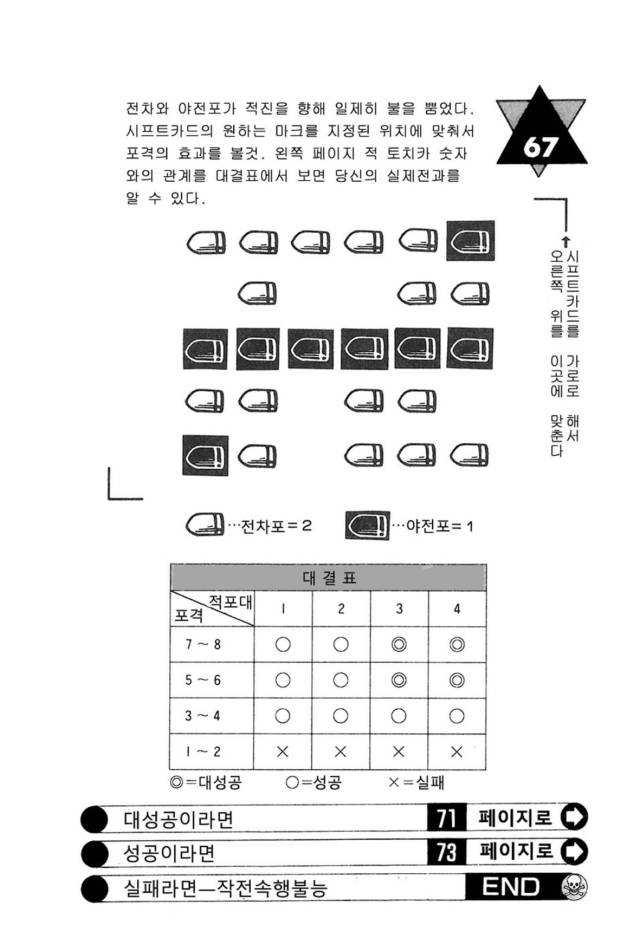 전차와 야전포가 적진을 향해 일제히 불을 뿜었다.
시프트카드의 원하는 마크를 지정된 위치에 맞춰서
포격의 효과를 볼것. 왼쪽 페이지 적 토치카 숫자
와의 관계를 대결표에서 보면 당신의 실제전과를
알 수 있다.
67
시프트카드를 가로로 해서
오른쪽 위를 이곳에 맞춘다
…전차포=2 …야전포=1
대 결 표
적포대
포격 1 2 3 4
7 ~ 8 ○ ○ ◎ ◎
5 ~ 6 ○ ○ ◎ ◎
3 ~ 4 ○ ○ ○ ○
1 ~ 2 × × × ×
◎=대성공 ○=성공 ×=실패
대성공이라면 71 페이지로
성공이라면 73 페이지로
실패라면—작전속행불능 END